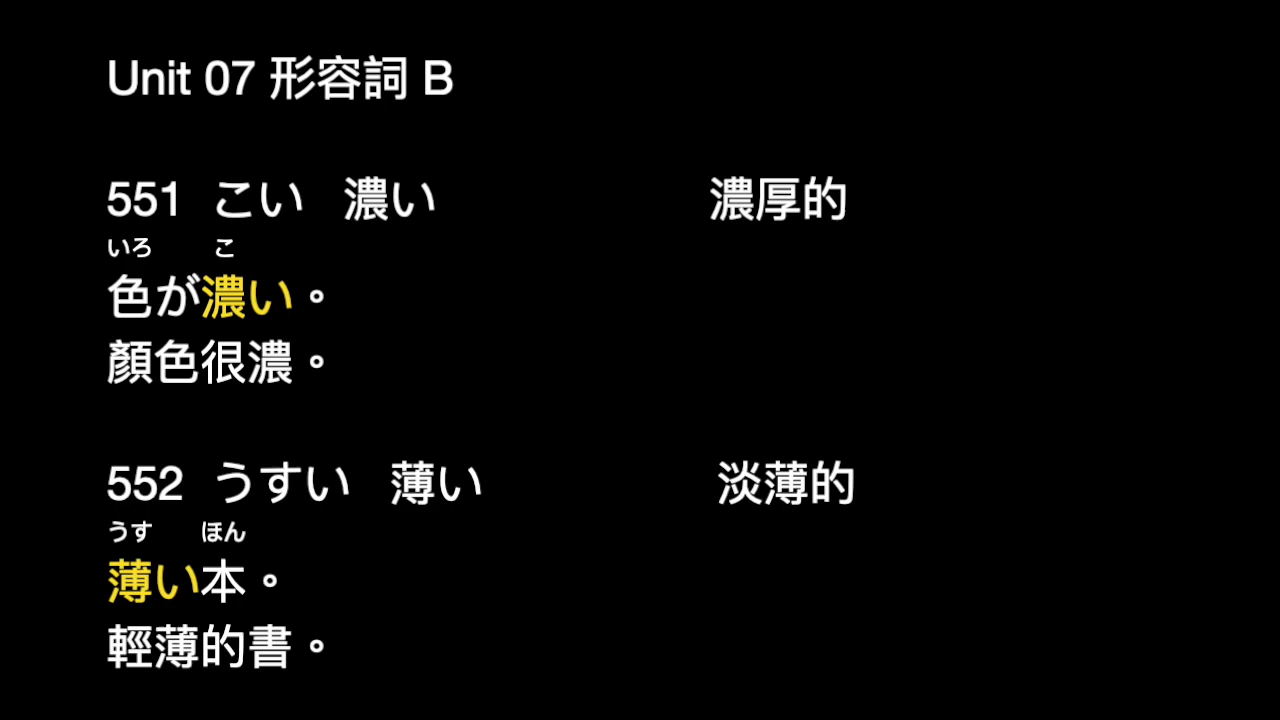 Unit 07 形容詞 B
551 こい 濃い 濃厚的
いろ こ
色が濃い。
顏色很濃。
552 うすい 薄い 淡薄的
うす ほん
薄い本。
輕薄的書。